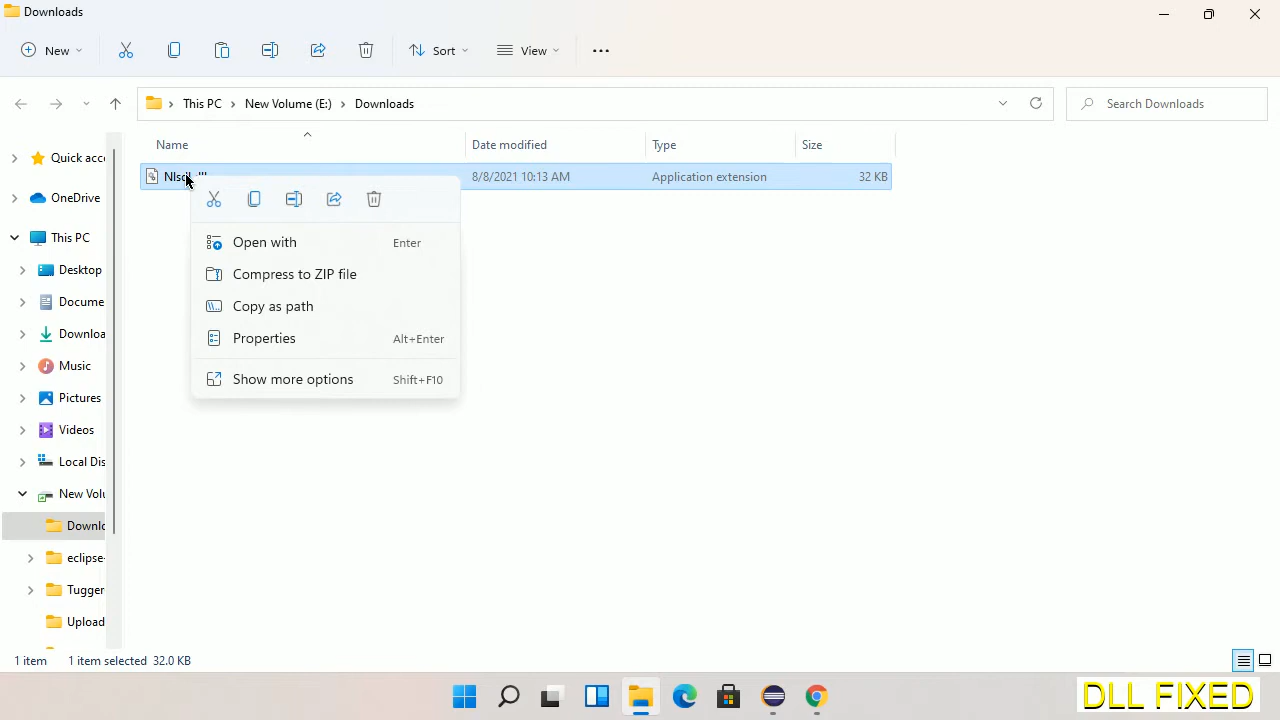 Downloads
New
Sort
View
This PC
New Volume (E:)
Downloads
Search Downloads
Name
Date modified
Type
Size
8/8/2021 10:13 AM
Application extension
32 KB
Quick acc
OneDrive
This PC
Desktop
Docume
Downloa
Music
Pictures
Videos
Local Dis
New Volu
Downlo
eclipse-
Tugger
Upload
Open with Enter
Compress to ZIP file
Copy as path
Properties Alt+Enter
Show more options Shift+F10
1 item 1 item selected 32.0 KB
DLL FIXED